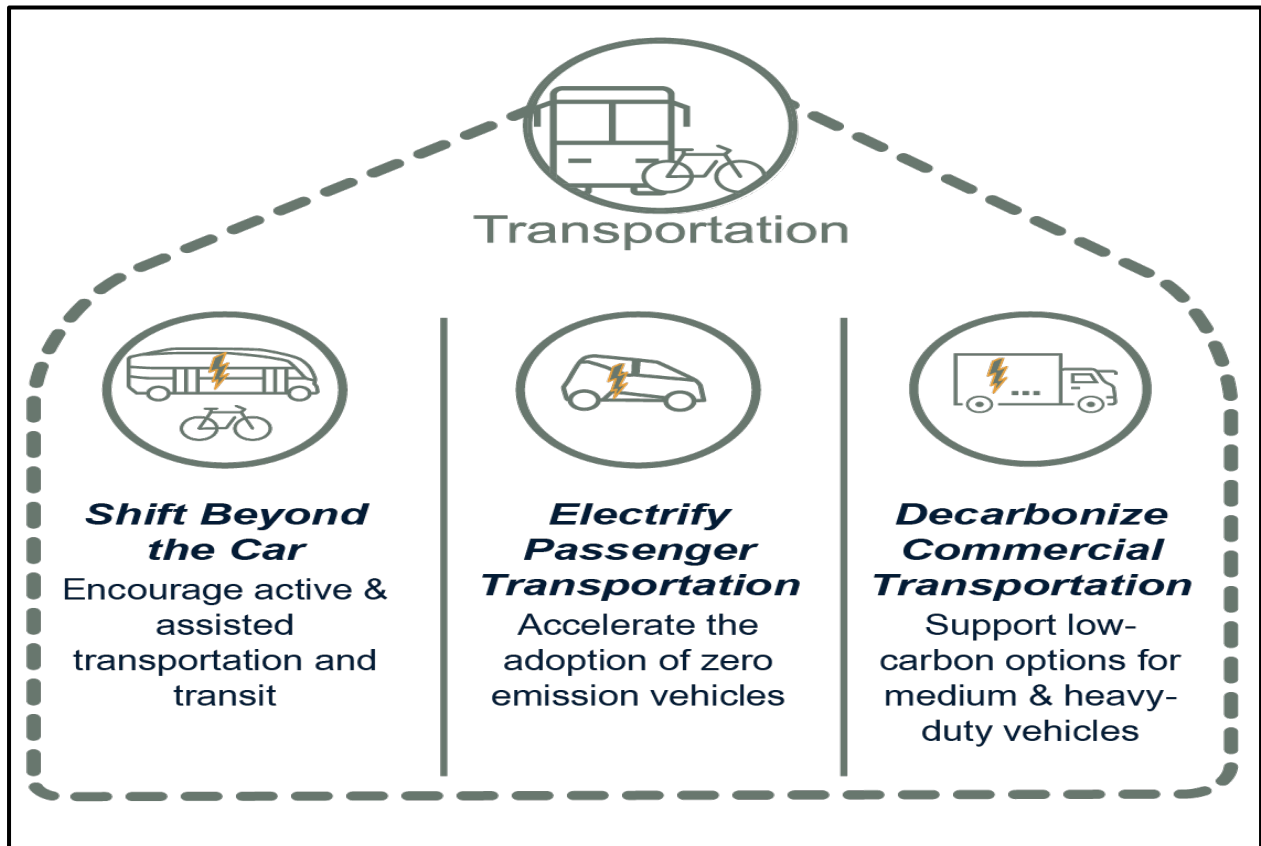 Transportation
Shift Beyond
the Car
Encourage active &
assisted
transportation and
transit
Electrify
Passenger
Transportation
Accelerate the
adoption of zero
emission vehicles
Decarbonize
Commercial
Transportation
Support low-
carbon options for
medium & heavy-
duty vehicles